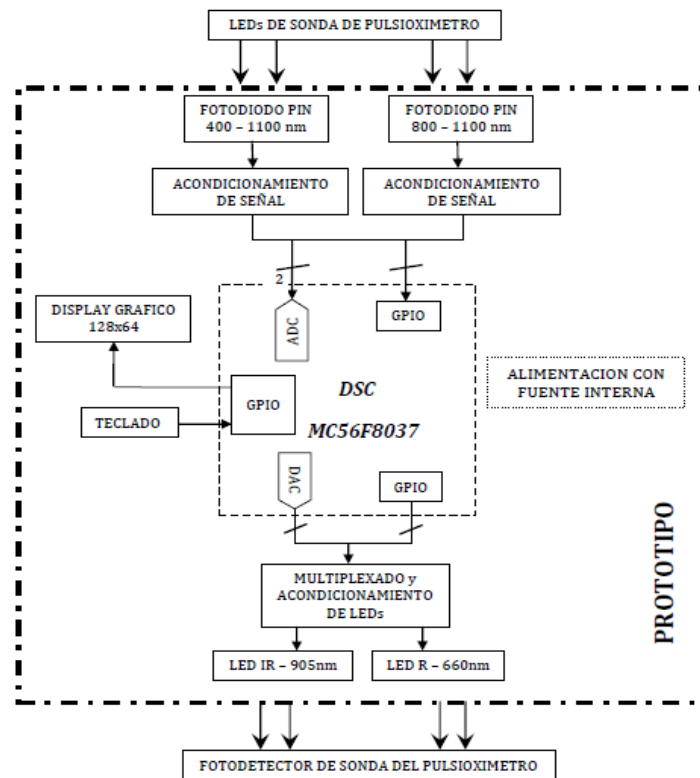 LEDs DE SONDA DE PULSIOXIMETRO
FOTODIODO PIN
400 – 1100 nm
FOTODIODO PIN
800 – 1100 nm
ACONDICIONAMIENTO
DE SEÑAL
ACONDICIONAMIENTO
DE SEÑAL
2
DISPLAY GRAFICO
128x64
ADC
GPIO
ALIMENTACION CON
FUENTE INTERNA
GPIO
DSC
MC56F8037
TECLADO
DAC
GPIO
MULTIPLEXADO y
ACONDICIONAMIENTO
DE LEDs
LED IR – 905nm
LED R – 660nm
PROTOTIPO
FOTODETECTOR DE SONDA DEL PULSIOXIMETRO